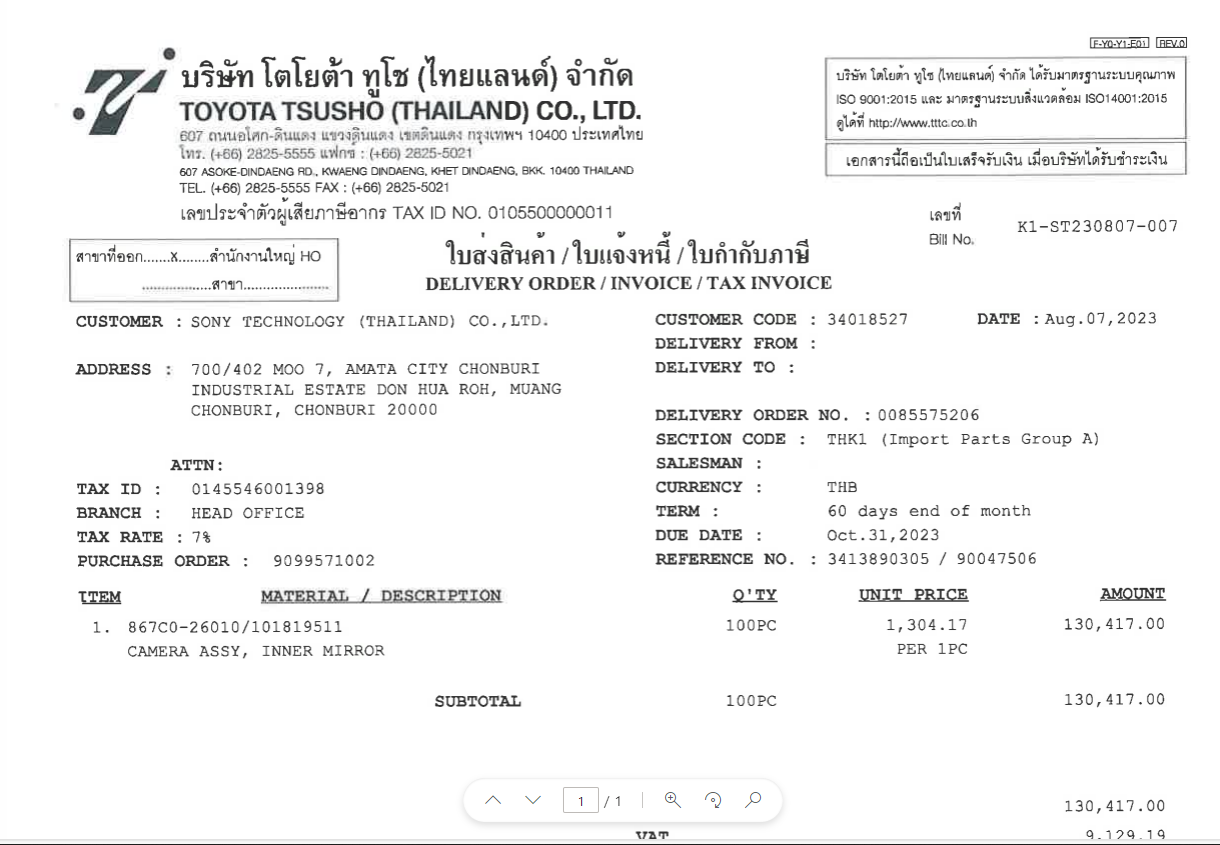 F-Y0-Y1-E01 REV.0
บริษัท โตโยต้า ทูโช (ไทยแลนด์) จำกัด
TOYOTA TSUSHO (THAILAND) CO., LTD.
607 ถนนอโศก-ดินแดง แขวงดินแดง เขตดินแดง กรุงเทพฯ 10400 ประเทศไทย
โทร. (+66) 2825-5555 แฟกซ์ : (+66) 2825-5021
607 ASOKE-DINDAENG RD., KWAENG DINDAENG, KHET DINDAENG, BKK. 10400 THAILAND
TEL. (+66) 2825-5555 FAX : (+66) 2825-5021
เลขประจำตัวผู้เสียภาษีอากร TAX ID NO. 0105500000011
บริษัท โตโยต้า ทูโช (ไทยแลนด์) จำกัด ได้รับมาตรฐานระบบคุณภาพ
ISO 9001:2015 และ มาตรฐานระบบสิ่งแวดล้อม ISO14001:2015
ดูได้ที่ http://www.tttc.co.th
เอกสารนี้ถือเป็นใบเสร็จรับเงิน เมื่อบริษัทได้รับชำระเงิน
เลขที่
Bill No. K1-ST230807-007
สาขาที่ออก.......x........สำนักงานใหญ่ HO
..................สาขา......................
ใบส่งสินค้า / ใบแจ้งหนี้ / ใบกำกับภาษี
DELIVERY ORDER / INVOICE / TAX INVOICE
CUSTOMER : SONY TECHNOLOGY (THAILAND) CO.,LTD.
ADDRESS : 700/402 MOO 7, AMATA CITY CHONBURI
INDUSTRIAL ESTATE DON HUA ROH, MUANG
CHONBURI, CHONBURI 20000
ATTN:
TAX ID : 0145546001398
BRANCH : HEAD OFFICE
TAX RATE : 7%
PURCHASE ORDER : 9099571002
CUSTOMER CODE : 34018527 DATE : Aug.07,2023
DELIVERY FROM :
DELIVERY TO :
DELIVERY ORDER NO. : 0085575206
SECTION CODE : THK1 (Import Parts Group A)
SALESMAN :
CURRENCY : THB
TERM : 60 days end of month
DUE DATE : Oct.31,2023
REFERENCE NO. : 3413890305 / 90047506
ITEM MATERIAL / DESCRIPTION Q'TY UNIT PRICE AMOUNT
1. 867C0-26010/101819511 100PC 1,304.17 130,417.00
CAMERA ASSY, INNER MIRROR PER 1PC
SUBTOTAL 100PC 130,417.00
1 / 1
130,417.00
VAT 9,129.19